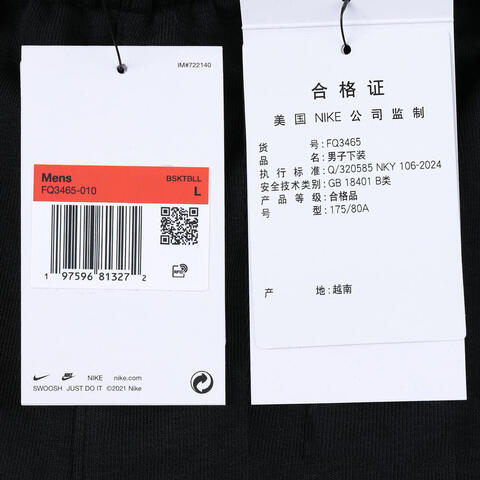 IM#722140
Mens
BSKTBLL
FQ3465-010
L
1 97596 81327 2
NIKE
nike.com
SWOOSH JUST DO IT ©2021 Nike
合格证
美国 NIKE 公司监制
货 号: FQ3465
品 名: 男子下装
执行标准: Q/320585 NKY 106-2024
安全技术类别: GB 18401 B类
产品等级: 合格品
号 型: 175/80A
产 地: 越南